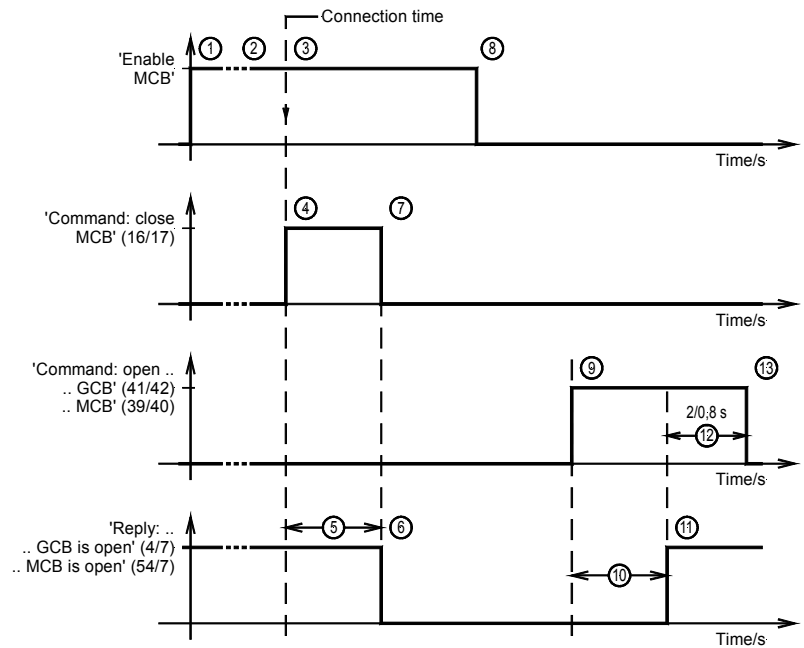 Connection time
'Enable
MCB'
1 2 3 8
Time/s
'Command: close
MCB' (16/17)
4 7
Time/s
'Command: open ..
.. GCB' (41/42)
.. MCB' (39/40)
9 13
2/0,8 s
12
Time/s
'Reply: ..
.. GCB is open' (4/7)
.. MCB is open' (54/7)
5 6 11
10
Time/s